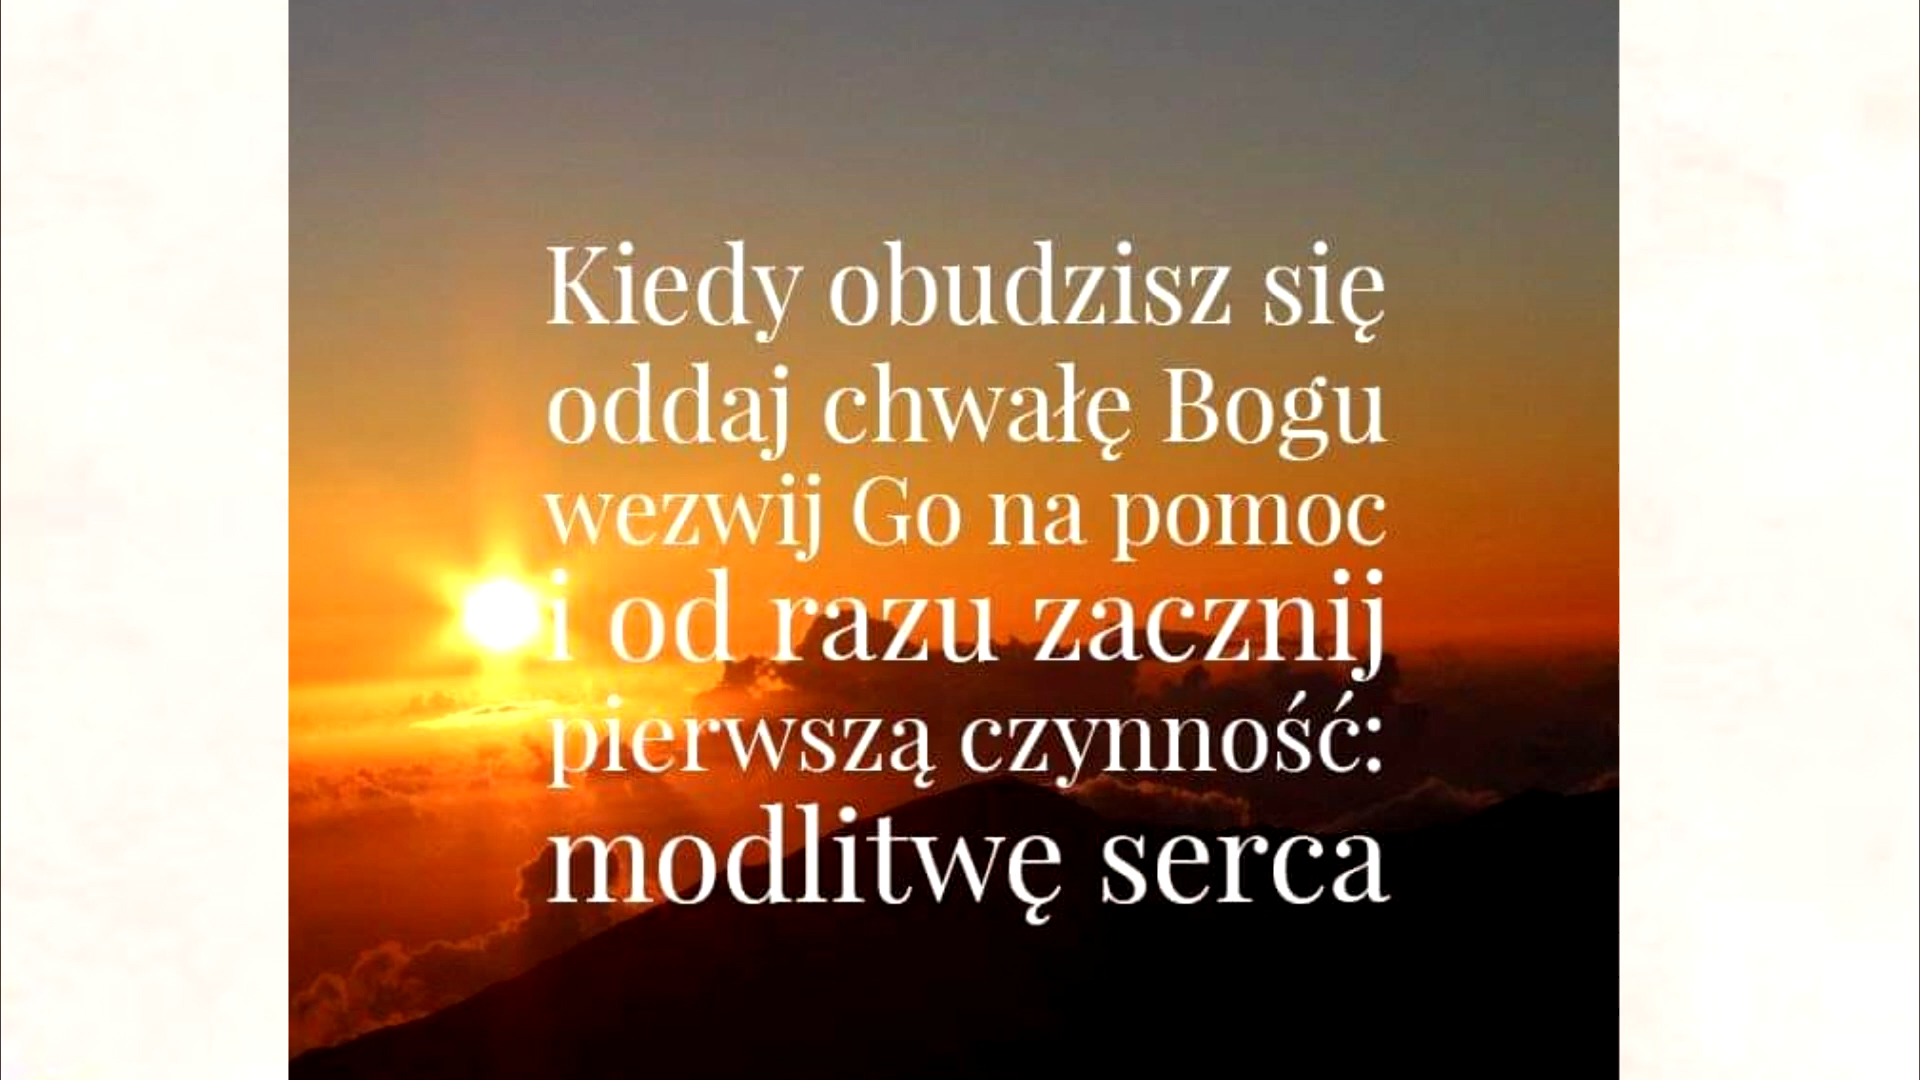 Kiedy obudzisz się
oddaj chwałę Bogu
wezwij Go na pomoc
i od razu zacznij
pierwszą czynność:
modlitwę serca